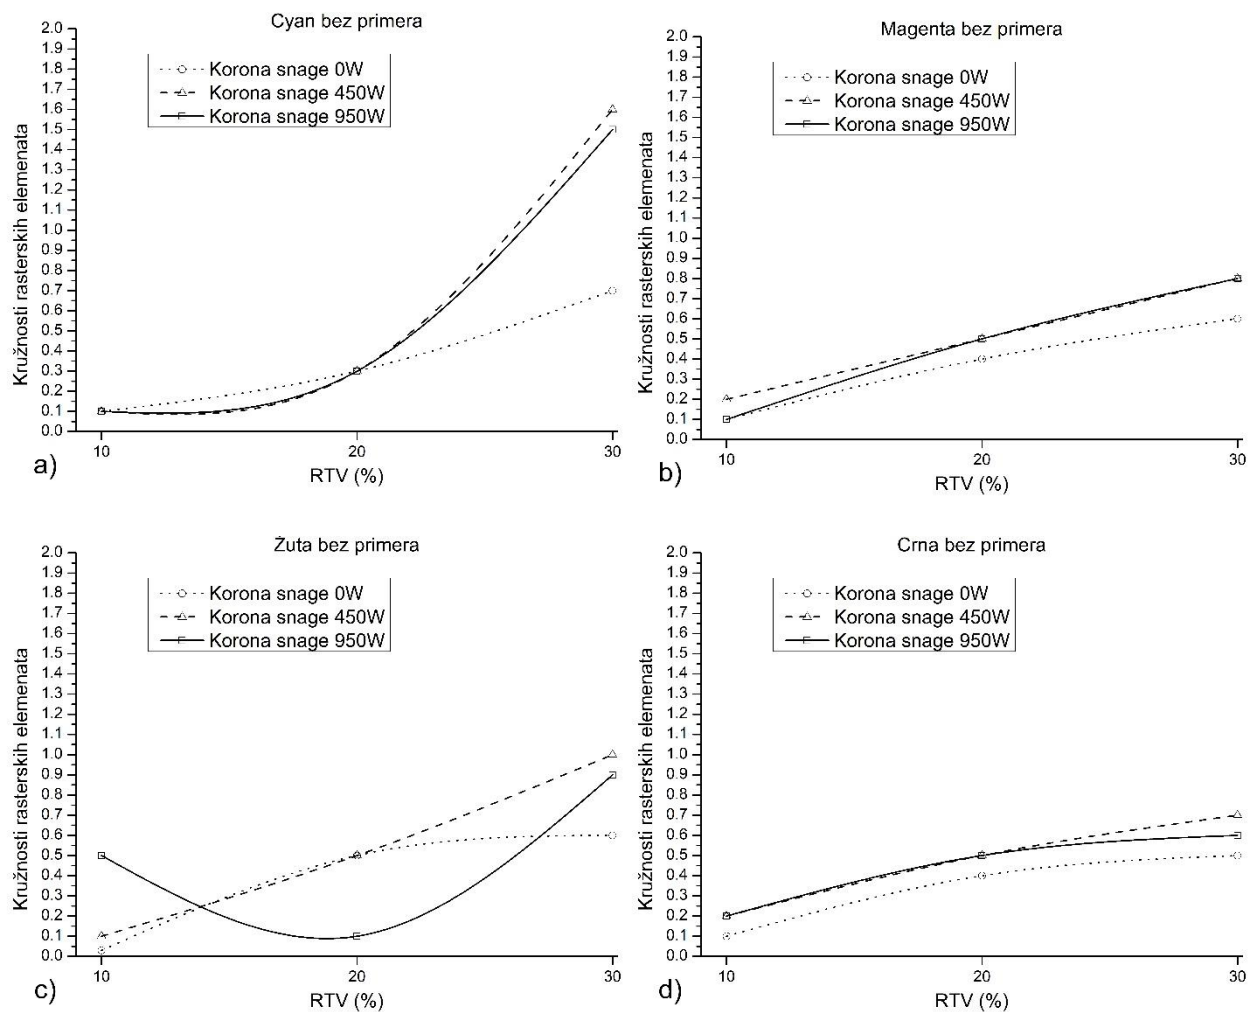 Cyan bez primera
Korona snage 0W
Korona snage 450W
Korona snage 950W
Kružnosti rasterskih elemenata
2.0
1.9
1.8
1.7
1.6
1.5
1.4
1.3
1.2
1.1
1.0
0.9
0.8
0.7
0.6
0.5
0.4
0.3
0.2
0.1
0.0
10 20 30
RTV (%)
a)
Magenta bez primera
Korona snage 0W
Korona snage 450W
Korona snage 950W
Kružnosti rasterskih elemenata
2.0
1.9
1.8
1.7
1.6
1.5
1.4
1.3
1.2
1.1
1.0
0.9
0.8
0.7
0.6
0.5
0.4
0.3
0.2
0.1
0.0
10 20 30
RTV (%)
b)
Žuta bez primera
Korona snage 0W
Korona snage 450W
Korona snage 950W
Kružnosti rasterskih elemenata
2.0
1.9
1.8
1.7
1.6
1.5
1.4
1.3
1.2
1.1
1.0
0.9
0.8
0.7
0.6
0.5
0.4
0.3
0.2
0.1
0.0
10 20 30
RTV (%)
c)
Crna bez primera
Korona snage 0W
Korona snage 450W
Korona snage 950W
Kružnosti rasterskih elemenata
2.0
1.9
1.8
1.7
1.6
1.5
1.4
1.3
1.2
1.1
1.0
0.9
0.8
0.7
0.6
0.5
0.4
0.3
0.2
0.1
0.0
10 20 30
RTV (%)
d)